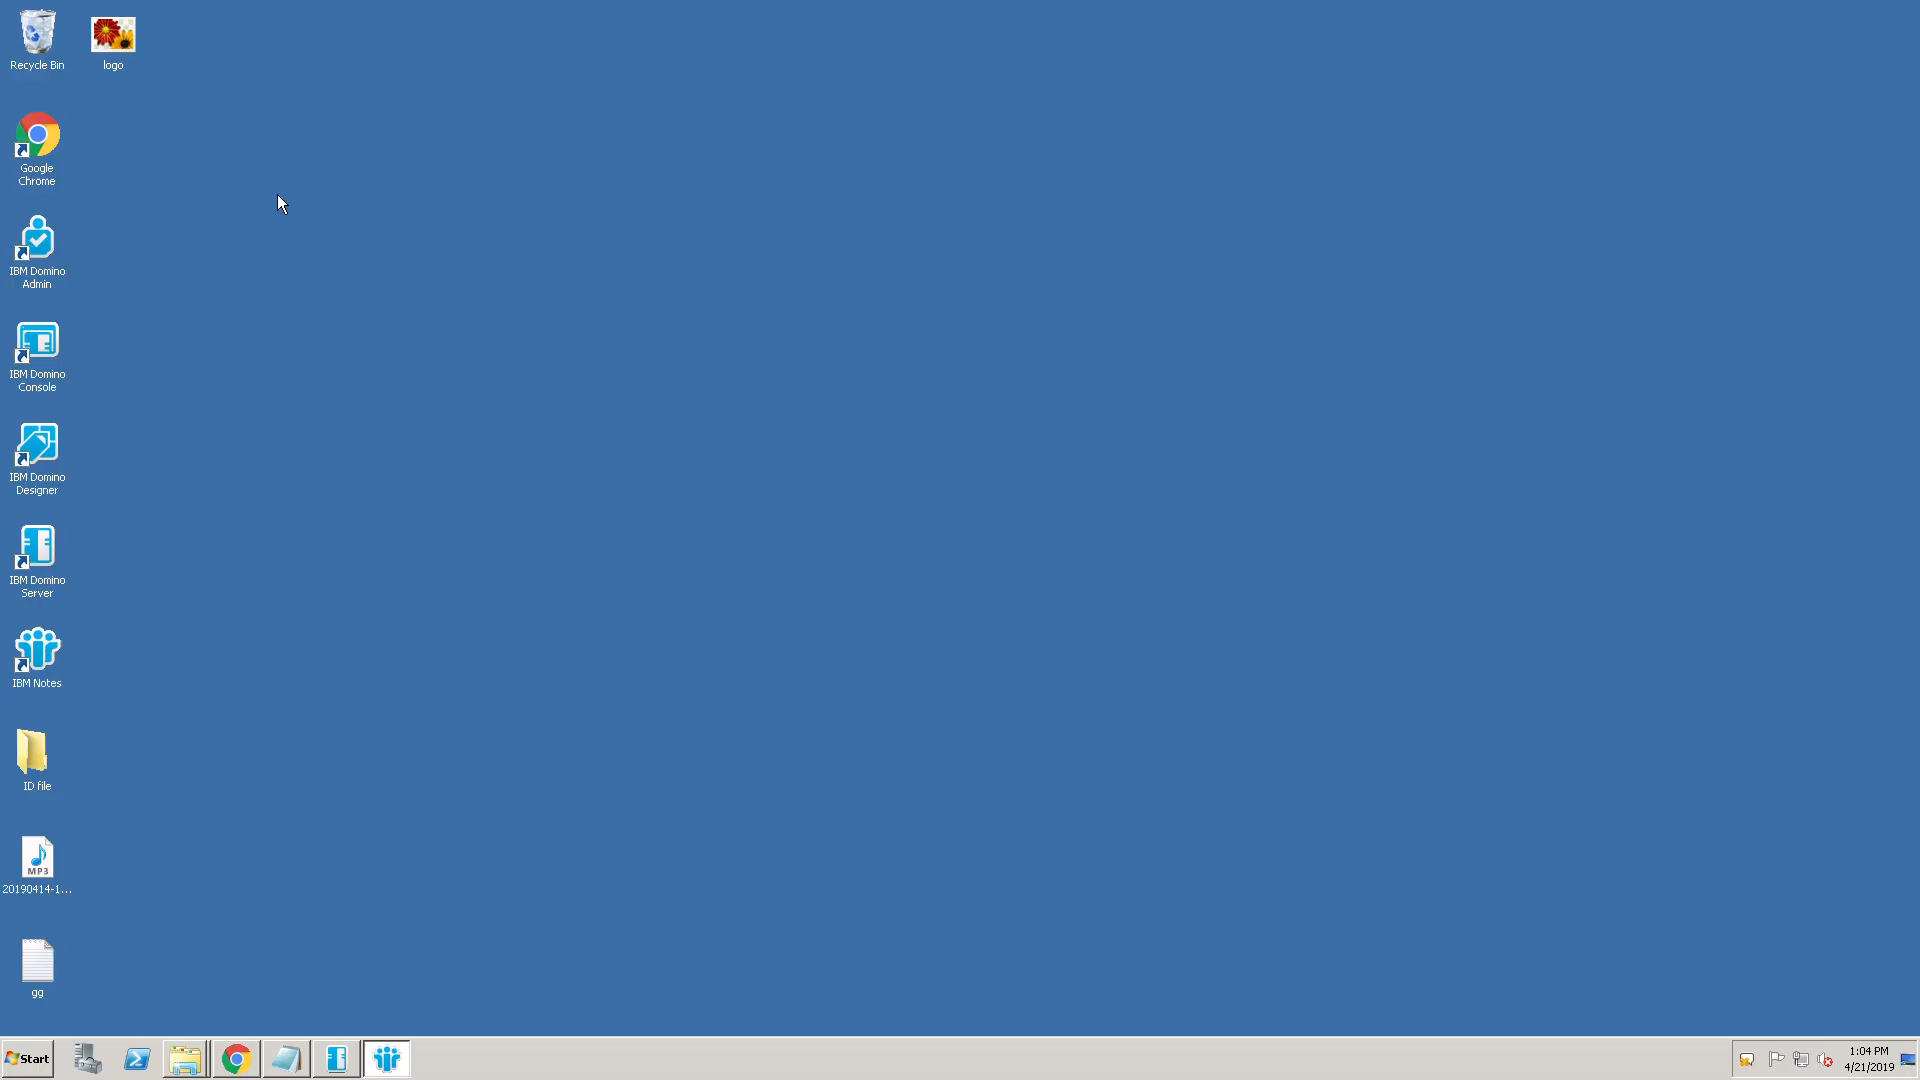 Recycle Bin
logo
Google
Chrome
IBM Domino
Admin
IBM Domino
Console
IBM Domino
Designer
IBM Domino
Server
IBM Notes
ID file
MP3
20190414-1...
gg
Start
1:04 PM
4/21/2019